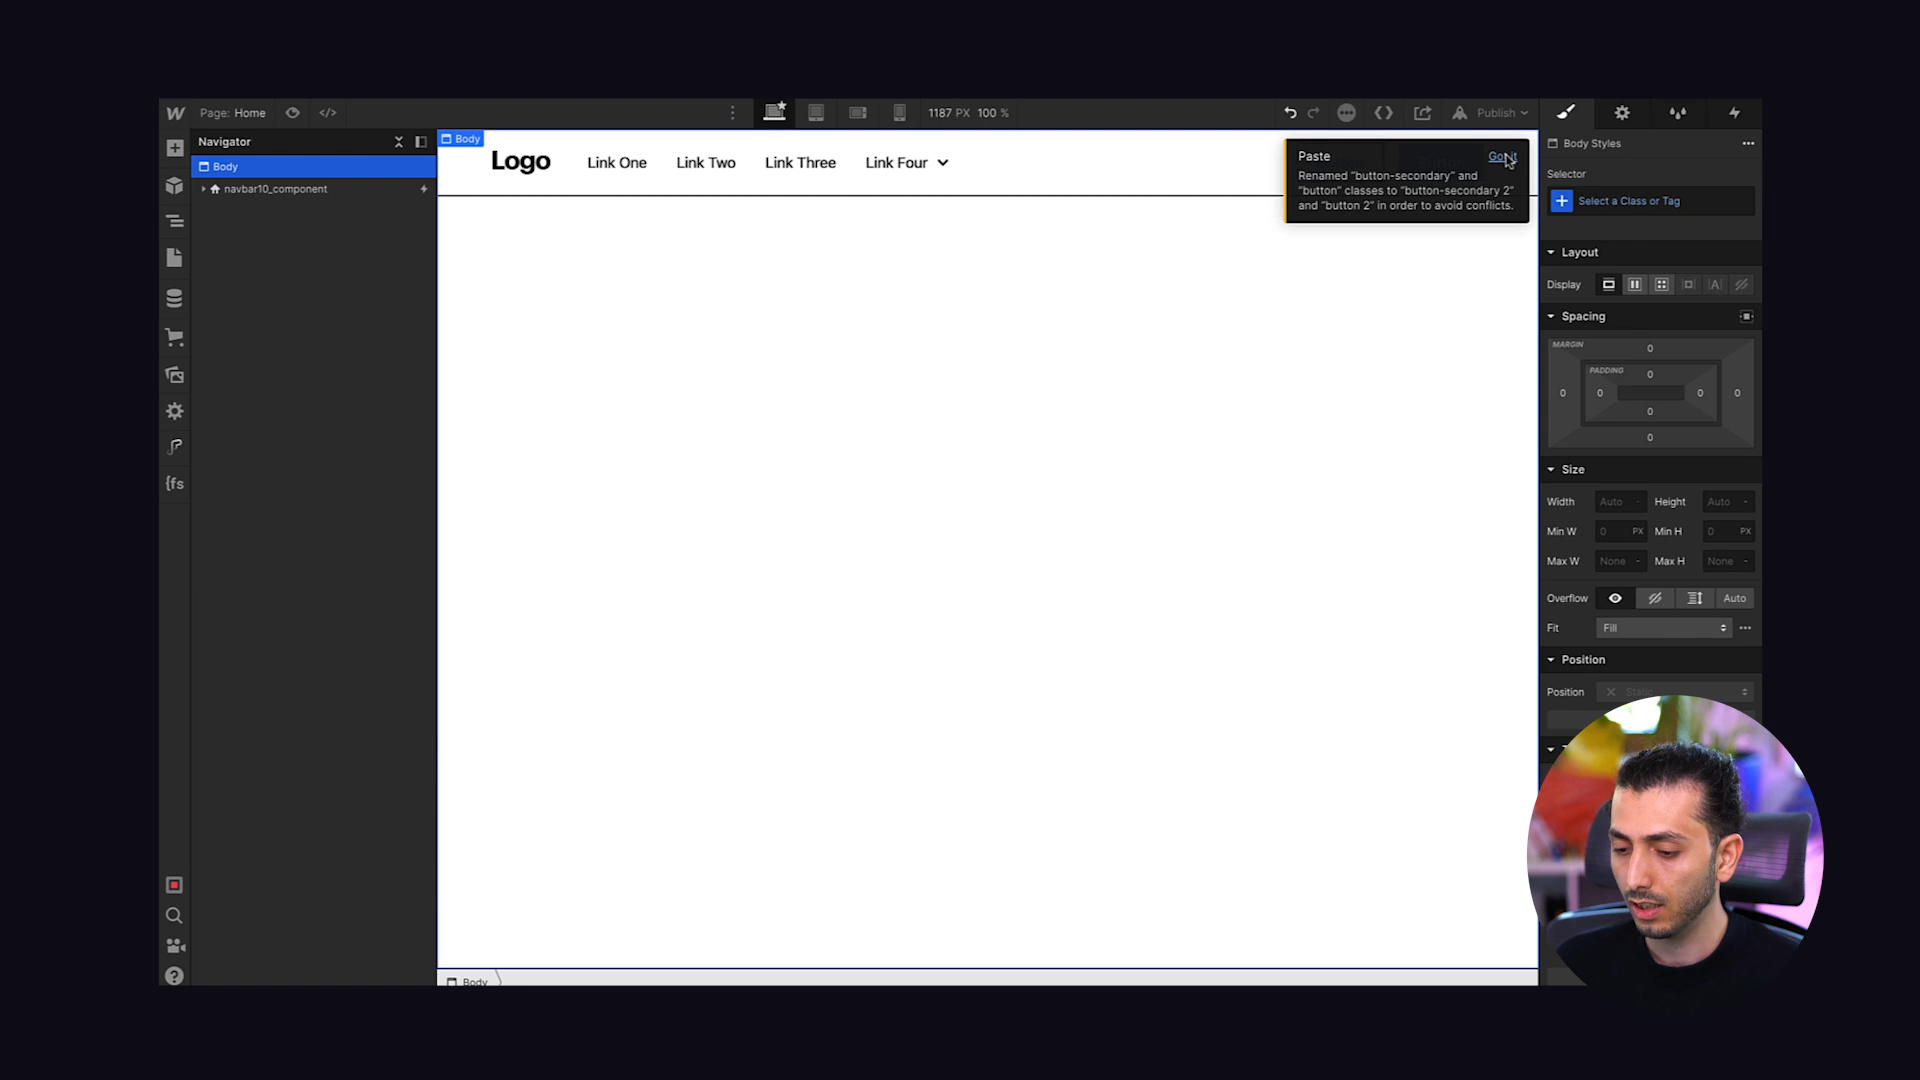 Page: Home
1187 PX 100 %
Publish
Navigator
Body
navbar10_component
{fs
Body
Logo
Link One
Link Two
Link Three
Link Four
Paste
Got it
Renamed “button-secondary” and
“button” classes to “button-secondary 2”
and “button 2” in order to avoid conflicts.
Body
Body Styles
Selector
Select a Class or Tag
Layout
Display
Spacing
MARGIN
0
PADDING
0
0
0
0
0
0
0
Size
Width Auto - Height Auto -
Min W 0 PX Min H 0 PX
Max W None - Max H None -
Overflow Auto
Fit Fill
Position
Position Static